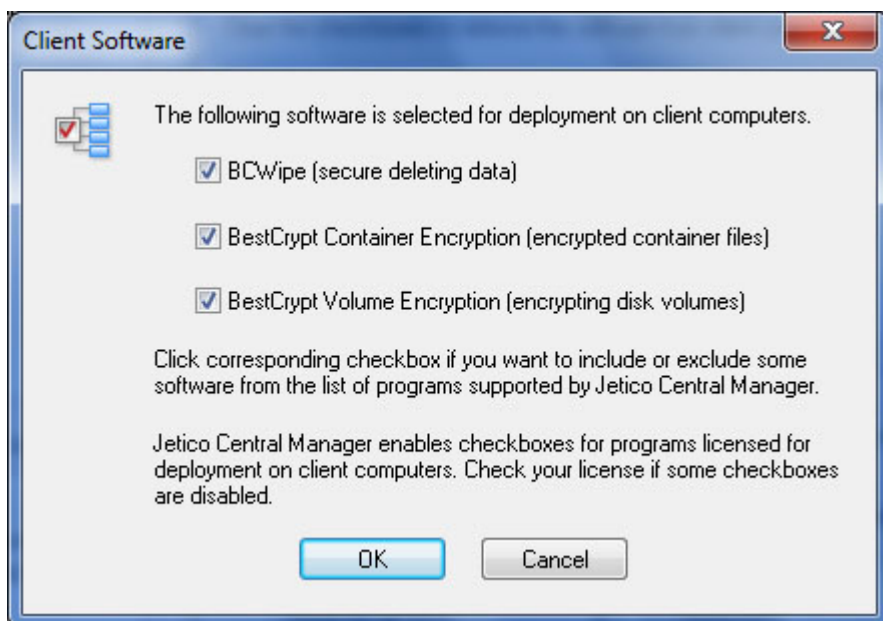 Client Software
The following software is selected for deployment on client computers.
BCWipe (secure deleting data)
BestCrypt Container Encryption (encrypted container files)
BestCrypt Volume Encryption (encrypting disk volumes)
Click corresponding checkbox if you want to include or exclude some
software from the list of programs supported by Jetico Central Manager.
Jetico Central Manager enables checkboxes for programs licensed for
deployment on client computers. Check your license if some checkboxes
are disabled.
OK
Cancel